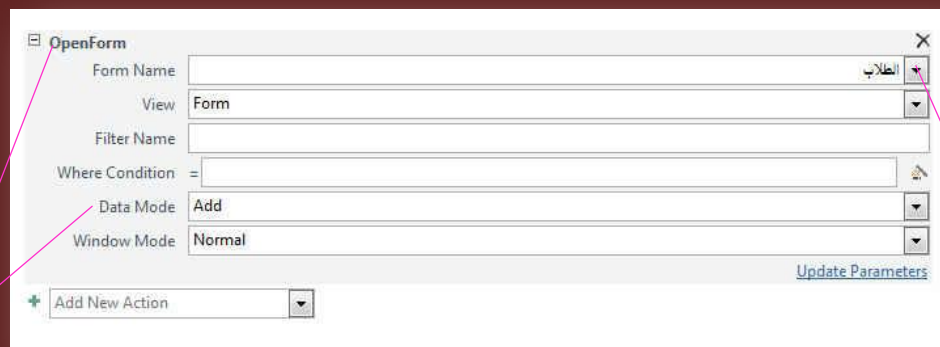 OpenForm
Form Name الطلاب
View Form
Filter Name
Where Condition =
Data Mode Add
Window Mode Normal
Update Parameters
Add New Action